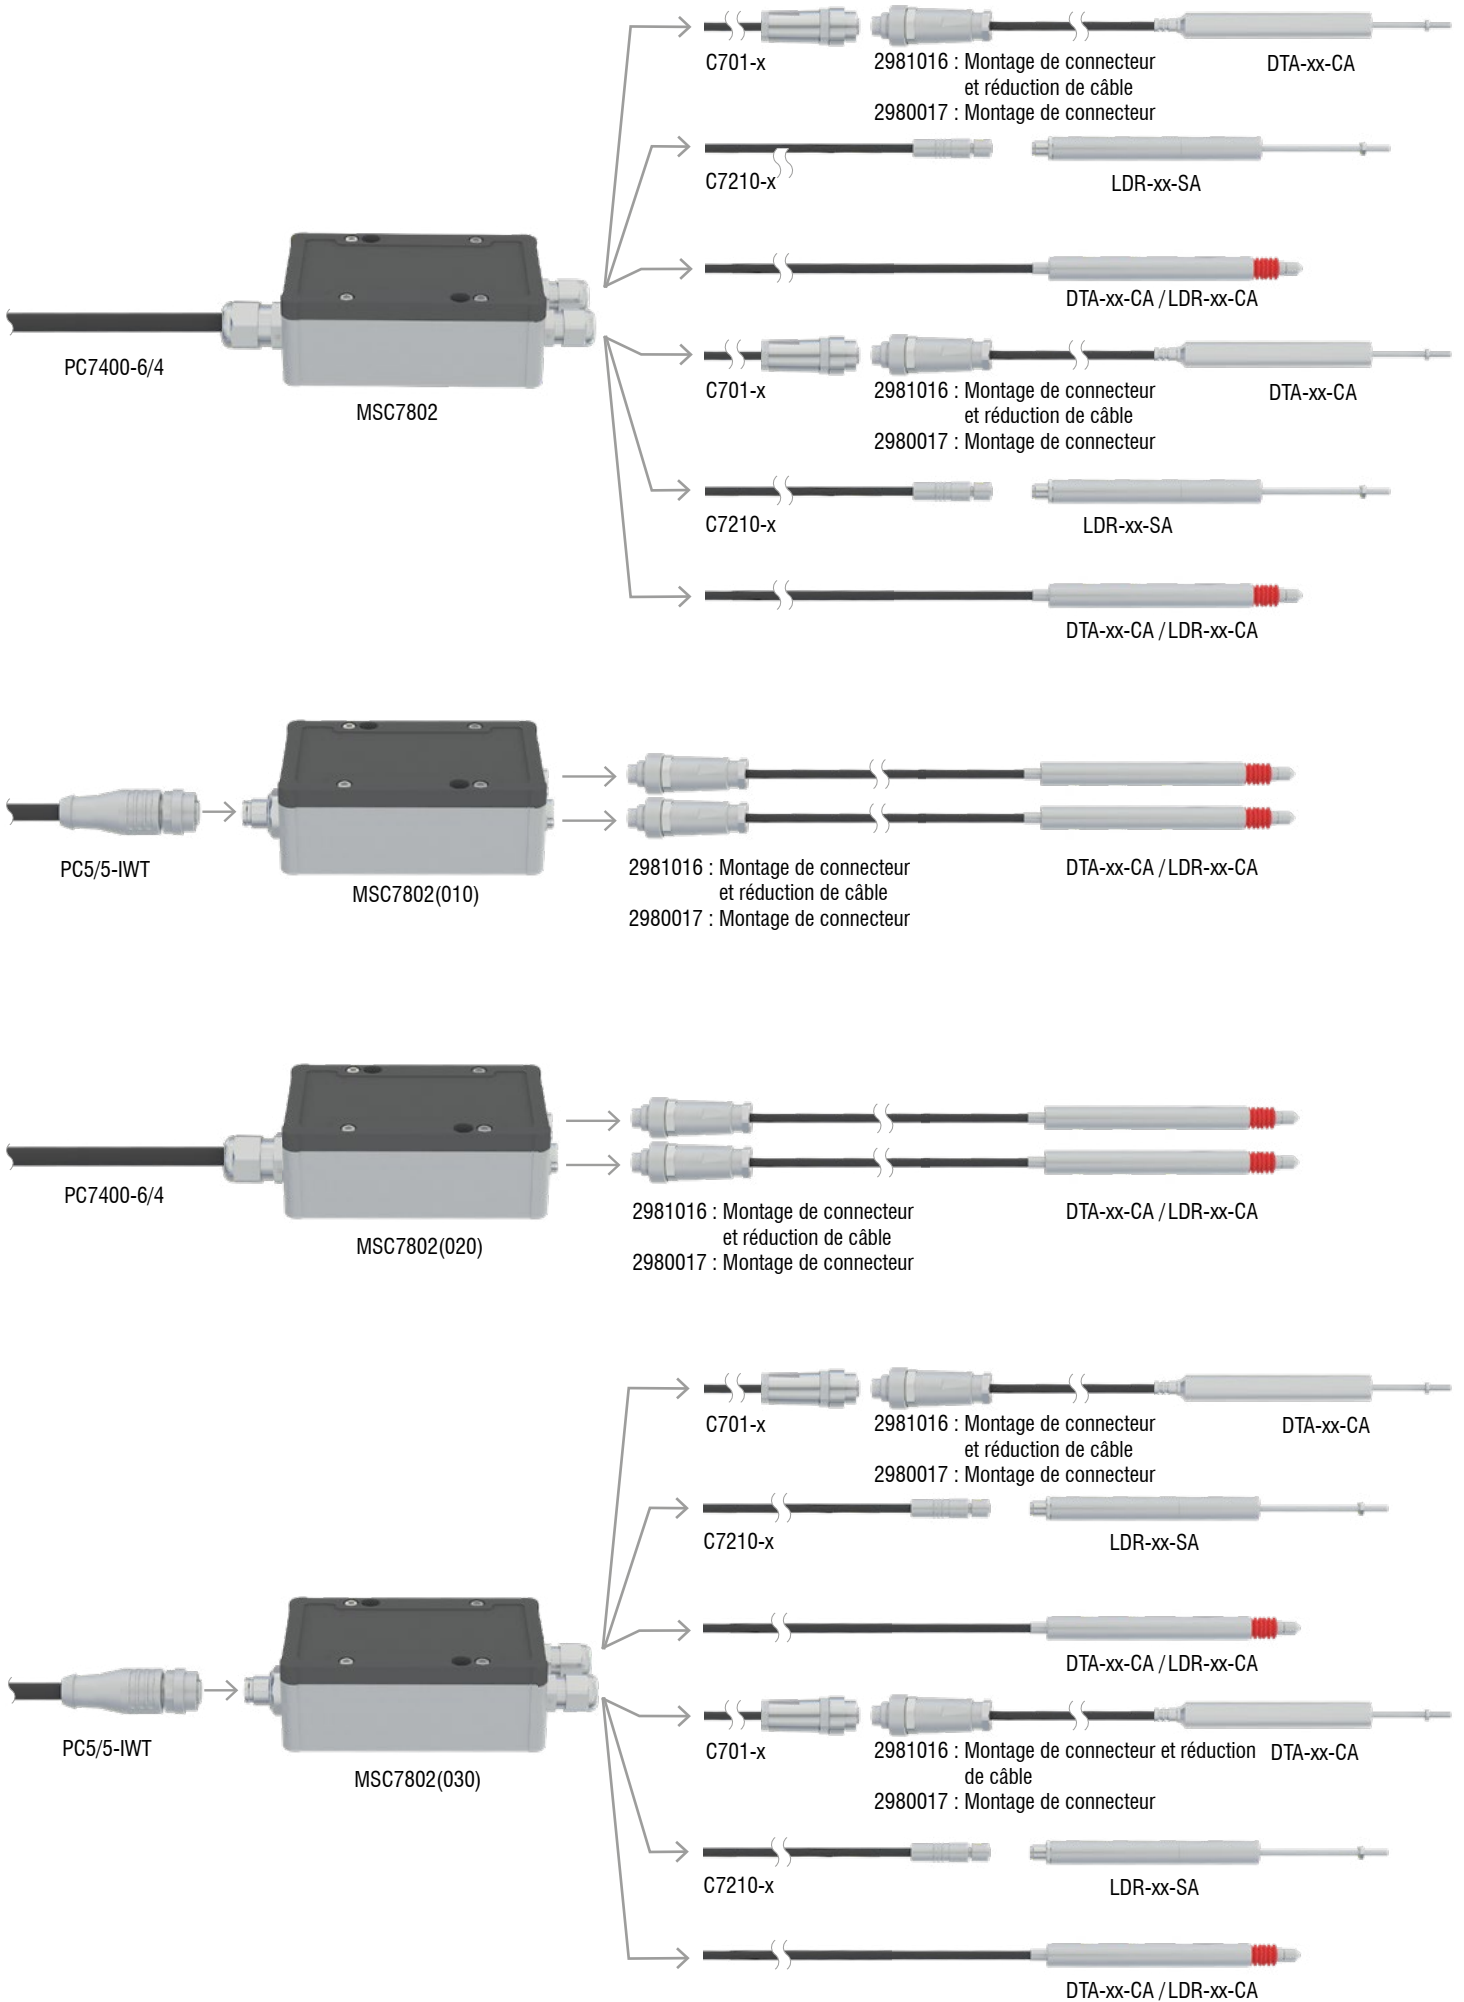 C701-x
2981016 : Montage de connecteur
et réduction de câble
2980017 : Montage de connecteur
DTA-xx-CA
C7210-x
LDR-xx-SA
DTA-xx-CA / LDR-xx-CA
PC7400-6/4
MSC7802
C701-x
2981016 : Montage de connecteur
et réduction de câble
2980017 : Montage de connecteur
DTA-xx-CA
C7210-x
LDR-xx-SA
DTA-xx-CA / LDR-xx-CA
PC5/5-IWT
MSC7802(010)
2981016 : Montage de connecteur
et réduction de câble
2980017 : Montage de connecteur
DTA-xx-CA / LDR-xx-CA
PC7400-6/4
MSC7802(020)
2981016 : Montage de connecteur
et réduction de câble
2980017 : Montage de connecteur
DTA-xx-CA / LDR-xx-CA
C701-x
2981016 : Montage de connecteur
et réduction de câble
2980017 : Montage de connecteur
DTA-xx-CA
C7210-x
LDR-xx-SA
DTA-xx-CA / LDR-xx-CA
PC5/5-IWT
MSC7802(030)
C701-x
2981016 : Montage de connecteur et réduction
de câble
2980017 : Montage de connecteur
DTA-xx-CA
C7210-x
LDR-xx-SA
DTA-xx-CA / LDR-xx-CA